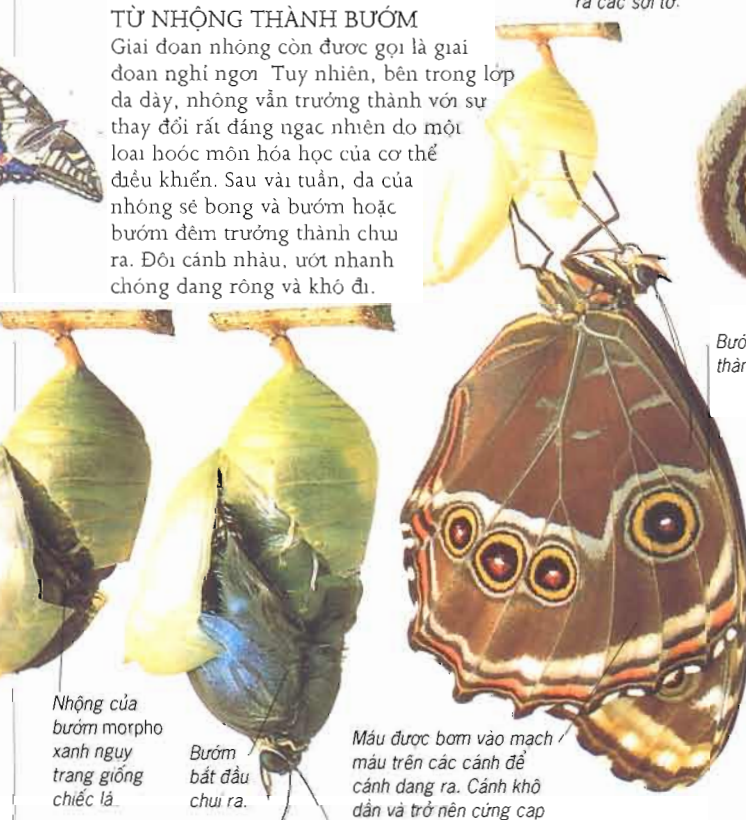 ra các sợi tơ.
TỪ NHỘNG THÀNH BƯỚM
Giai đoạn nhộng còn được gọi là giai
đoạn nghỉ ngơi Tuy nhiên, bên trong lớp
da dày, nhộng vẫn trưởng thành với sự
thay đổi rất đáng ngạc nhiên do một
loại hoóc môn hóa học của cơ thể
điều khiển. Sau vài tuần, da của
nhộng sẽ bong và bướm hoặc
bướm đêm trưởng thành chui
ra. Đôi cánh nhàu, ướt nhanh
chóng dang rộng và khô đi.
Nhộng của
bướm morpho
xanh ngụy
trang giống
chiếc lá
Bướm
bắt đầu
chui ra.
Máu được bơm vào mạch
máu trên các cánh để
cánh dang ra. Cánh khô
dần và trở nên cứng cáp